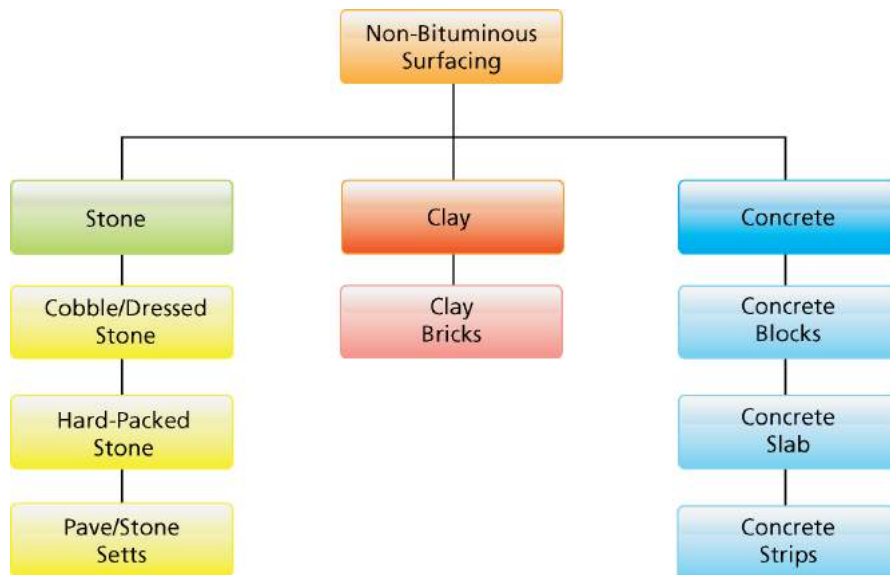 Non-Bituminous
Surfacing
Stone
Clay
Concrete
Cobble/Dressed
Stone
Clay
Bricks
Concrete
Blocks
Hard-Packed
Stone
Concrete
Slab
Pave/Stone
Setts
Concrete
Strips